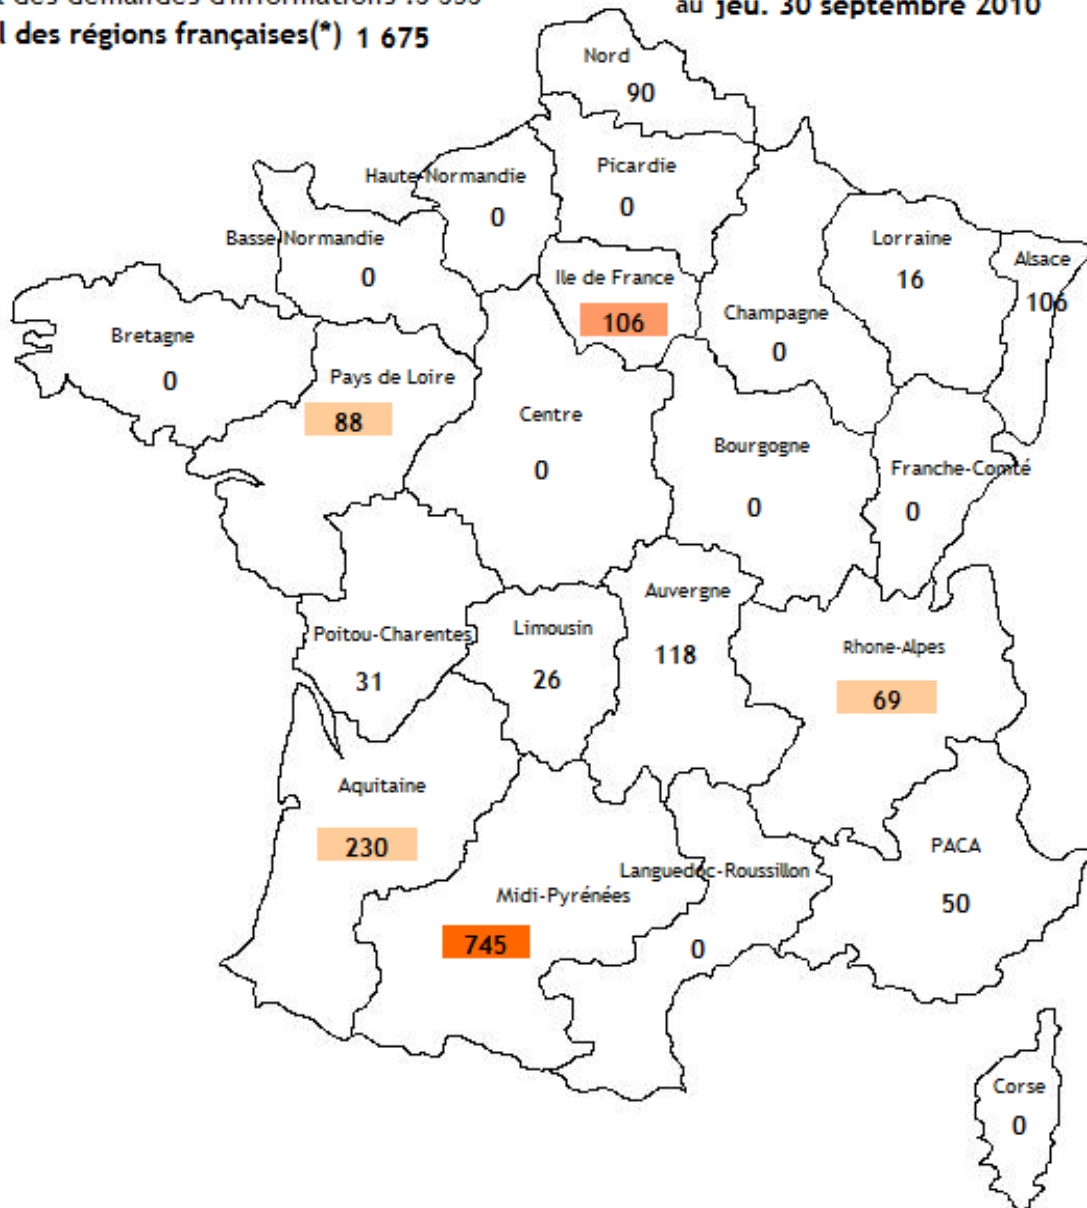 des demandes d'informations
l des régions françaises(*) 1 675
au jeu. 30 septembre 2010
Nord
90
Haute-Normandie
0
Picardie
0
Basse Normandie
0
Ile de France
106
Lorraine
16
Alsace
106
Champagne
0
Bretagne
0
Pays de Loire
88
Centre
0
Bourgogne
0
Franche-Comté
0
Auvergne
118
Poitou-Charentes
31
Limousin
26
Rhone-Alpes
69
Aquitaine
230
PACA
50
Languedoc-Roussillon
0
Midi-Pyrénées
745
Corse
0